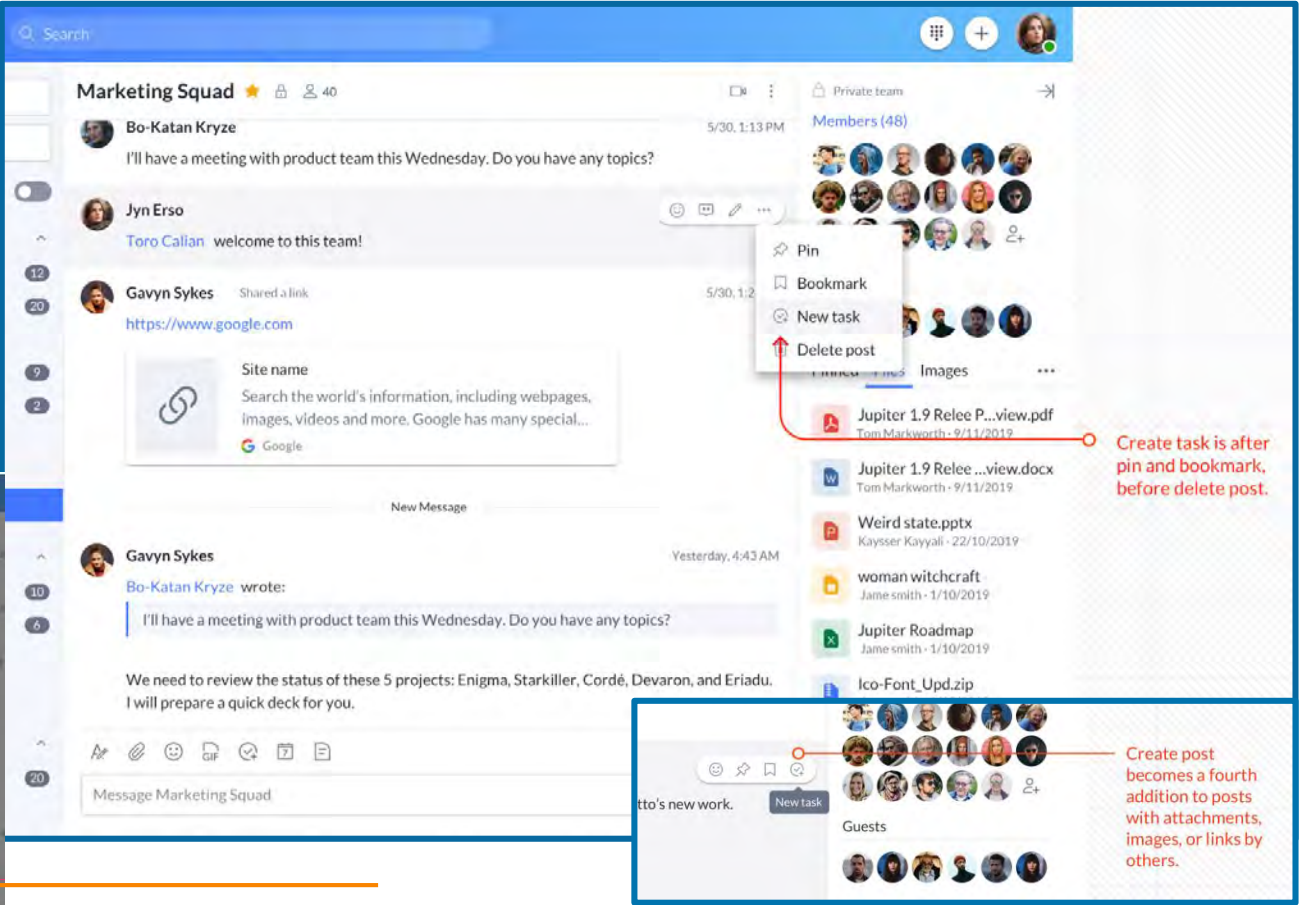 Search
Marketing Squad 40
Private team
Members (48)
Bo-Katan Kryze 5/30, 1:13 PM
I'll have a meeting with product team this Wednesday. Do you have any topics?
Jyn Erso
Toro Calian welcome to this team!
Pin
Bookmark
New task
Delete post
12
20
9
2
Gavyn Sykes Shared a link 5/30, 1:2
https://www.google.com
Site name
Search the world's information, including webpages,
images, videos and more. Google has many special...
G Google
Images
Jupiter 1.9 Relee P...view.pdf
Tom Markworth · 9/11/2019
Jupiter 1.9 Relee ...view.docx
Tom Markworth · 9/11/2019
Weird state.pptx
Kaysser Kayyali · 22/10/2019
woman witchcraft
Jame smith · 1/10/2019
Jupiter Roadmap
Jame smith · 1/10/2019
Ico-Font_Upd.zip
Create task is after
pin and bookmark,
before delete post.
New Message
10
6
20
Gavyn Sykes Yesterday, 4:43 AM
Bo-Katan Kryze wrote:
I'll have a meeting with product team this Wednesday. Do you have any topics?
We need to review the status of these 5 projects: Enigma, Starkiller, Cordé, Devaron, and Eriadu.
I will prepare a quick deck for you.
GIF
7
Message Marketing Squad
tto's new work.
New task
Guests
Create post
becomes a fourth
addition to posts
with attachments,
images, or links by
others.